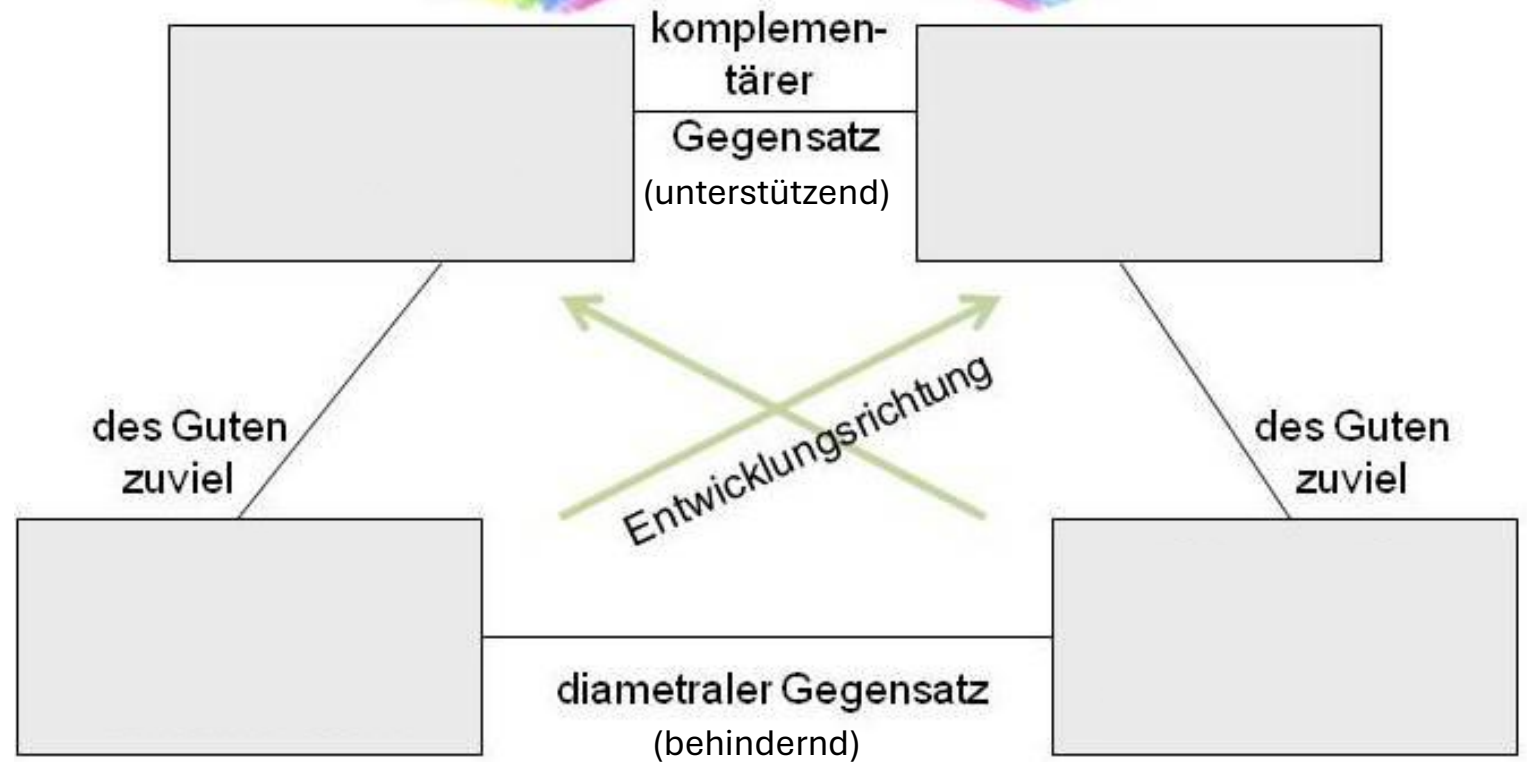 komplemen-
tärer
Gegensatz
(unterstützend)
des Guten
zuviel
Entwicklungsrichtung
des Guten
zuviel
diametraler Gegensatz
(behindernd)